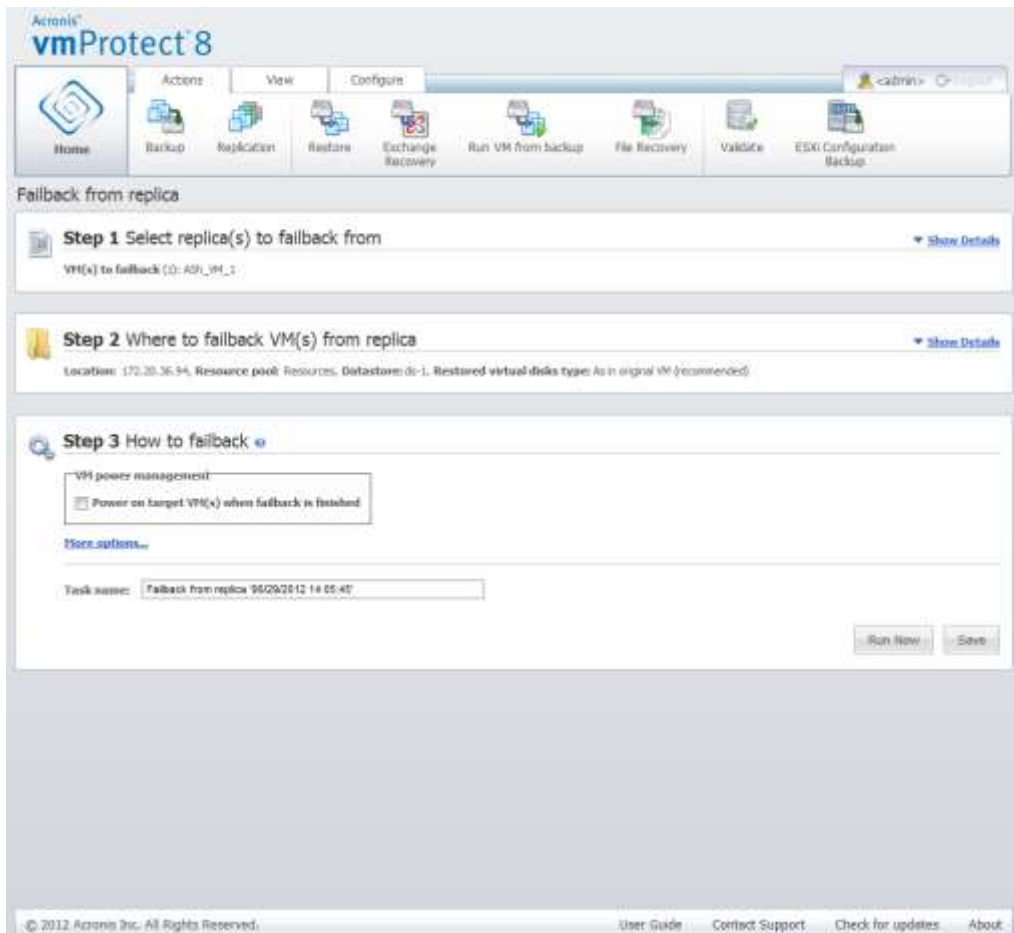 Acronis®
vmProtect 8
Actions View Configure
<admin> Logout
Home
Backup
Replication
Restore
Exchange Recovery
Run VM from backup
File Recovery
Validate
ESXi Configuration Backup
Failback from replica
Step 1 Select replica(s) to failback from
Show Details
VM(s) to failback (1): ASh_VM_1
Step 2 Where to failback VM(s) from replica
Show Details
Location: 172.20.36.94, Resource pool: Resources, Datastore: ds-1, Restored virtual disks type: As in original VM (recommended)
Step 3 How to failback
VM power management
Power on target VM(s) when failback is finished
More options...
Task name: Failback from replica '06/29/2012 14:05:45'
Run Now Save
© 2012 Acronis Inc. All Rights Reserved.
User Guide Contact Support Check for updates About